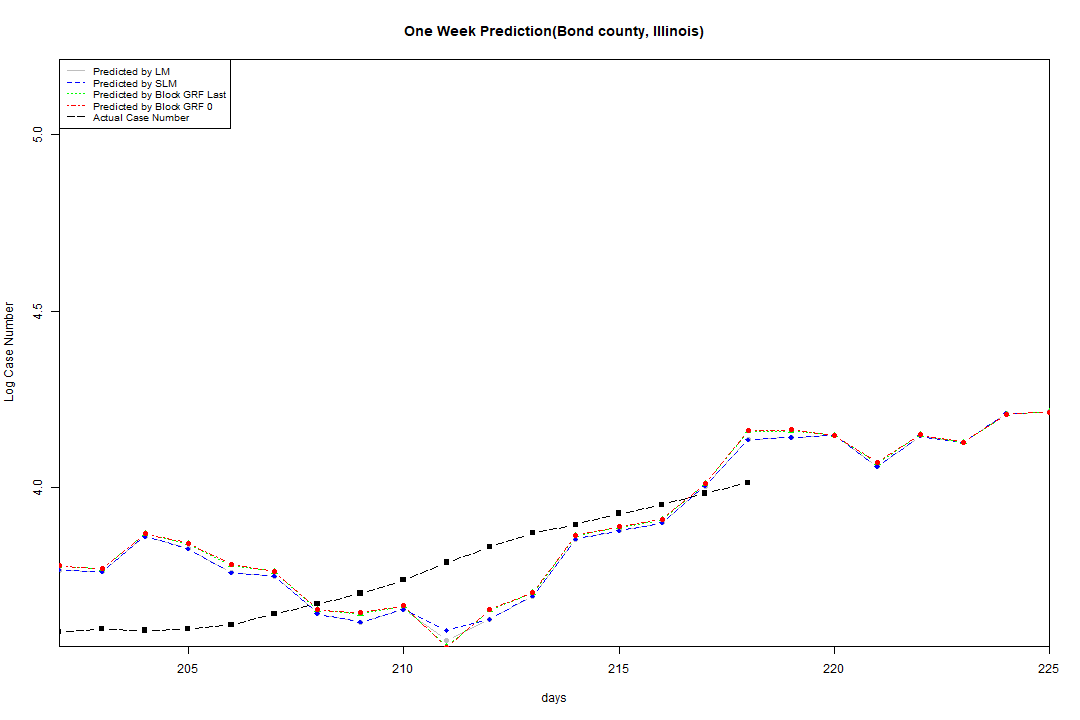 One Week Prediction(Bond county, Illinois)
Predicted by LM
Predicted by SLM
Predicted by Block GRF Last
Predicted by Block GRF 0
Actual Case Number
5.0
4.5
4.0
Log Case Number
205 210 215 220 225
days